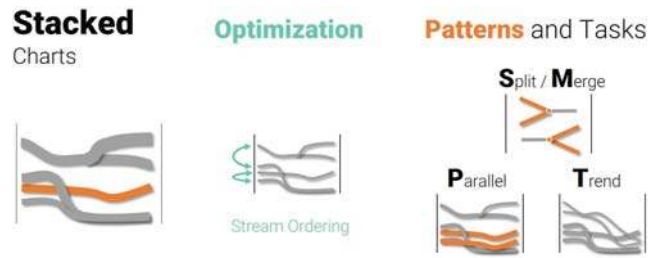 Stacked
Charts
Optimization
Stream Ordering
Patterns and Tasks
Split / Merge
Parallel
Trend